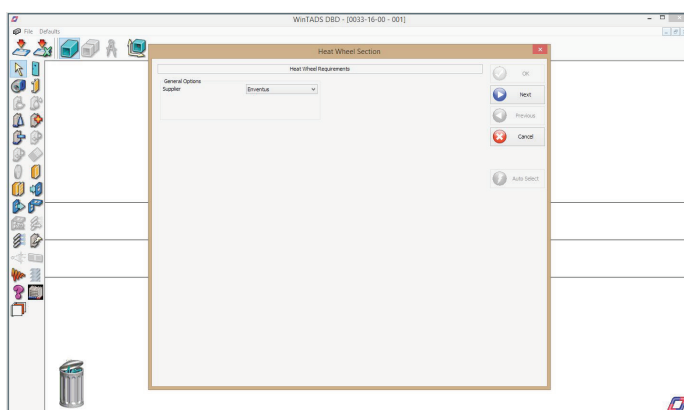 WinTADS DBD - [0033-16-00 - 001]
File Defaults
Heat Wheel Section
Heat Wheel Requirements
General Options
Supplier Enventus
OK
Next
Previous
Cancel
Auto Select